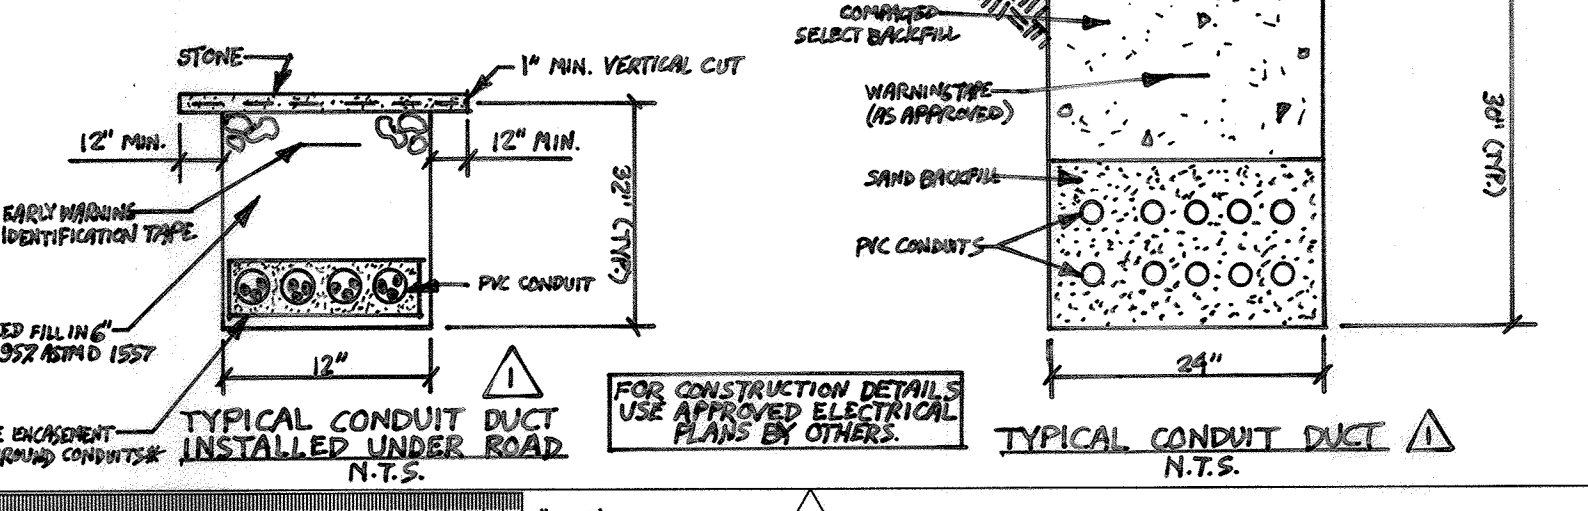 STONE
1" MIN. VERTICAL CUT
12" MIN.
12" MIN.
32" (TYP.)
EARLY WARNING
IDENTIFICATION TAPE
PVC CONDUIT
ED FILL IN 6"
95% ASTM D 1557
12"
1
E ENCASEMENT
ROUND CONDUITS*
TYPICAL CONDUIT DUCT
INSTALLED UNDER ROAD
N.T.S.
FOR CONSTRUCTION DETAILS
USE APPROVED ELECTRICAL
PLANS BY OTHERS.
COMPACTED
SELECT BACKFILL
WARNING TAPE
(AS APPROVED)
SAND BACKFILL
PVC CONDUITS
30" (TYP.)
24"
TYPICAL CONDUIT DUCT
1
N.T.S.